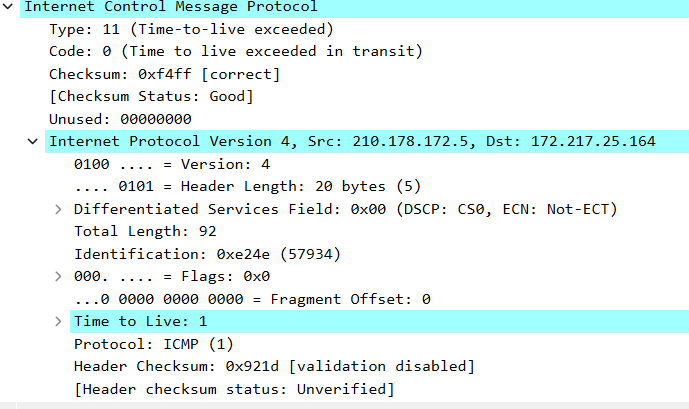 Internet Control Message Protocol
Type: 11 (Time-to-live exceeded)
Code: 0 (Time to live exceeded in transit)
Checksum: 0xf4ff [correct]
[Checksum Status: Good]
Unused: 00000000
Internet Protocol Version 4, Src: 210.178.172.5, Dst: 172.217.25.164
0100 .... = Version: 4
.... 0101 = Header Length: 20 bytes (5)
Differentiated Services Field: 0x00 (DSCP: CS0, ECN: Not-ECT)
Total Length: 92
Identification: 0xe24e (57934)
000. .... = Flags: 0x0
...0 0000 0000 0000 = Fragment Offset: 0
Time to Live: 1
Protocol: ICMP (1)
Header Checksum: 0x921d [validation disabled]
[Header checksum status: Unverified]